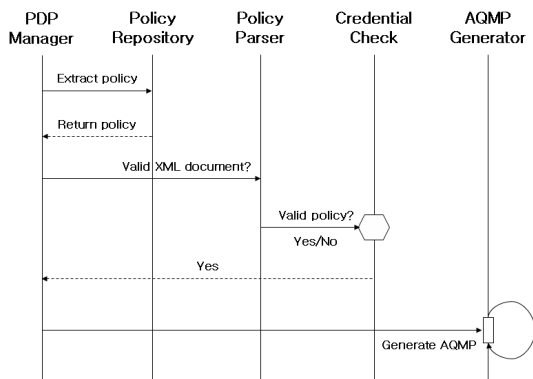 PDP Manager
Policy Repository
Policy Parser
Credential Check
AQMP Generator
Extract policy
Return policy
Valid XML document?
Valid policy?
Yes/No
Yes
Generate AQMP